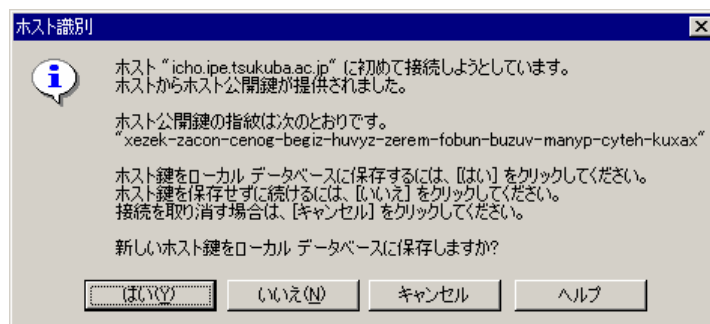 ホスト識別
ホスト "icho.ipe.tsukuba.ac.jp" に初めて接続しようとしています。
ホストからホスト公開鍵が提供されました。
ホスト公開鍵の指紋は次のとおりです。
"xezek-zacon-cenog-begiz-huvyz-zerem-fobun-buzuv-manyp-cyteh-kuxax"
ホスト鍵をローカル データベースに保存するには、[はい] をクリックしてください。
ホスト鍵を保存せずに続けるには、[いいえ] をクリックしてください。
接続を取り消す場合は、[キャンセル] をクリックしてください。
新しいホスト鍵をローカル データベースに保存しますか?
はい(Y) いいえ(N) キャンセル ヘルプ